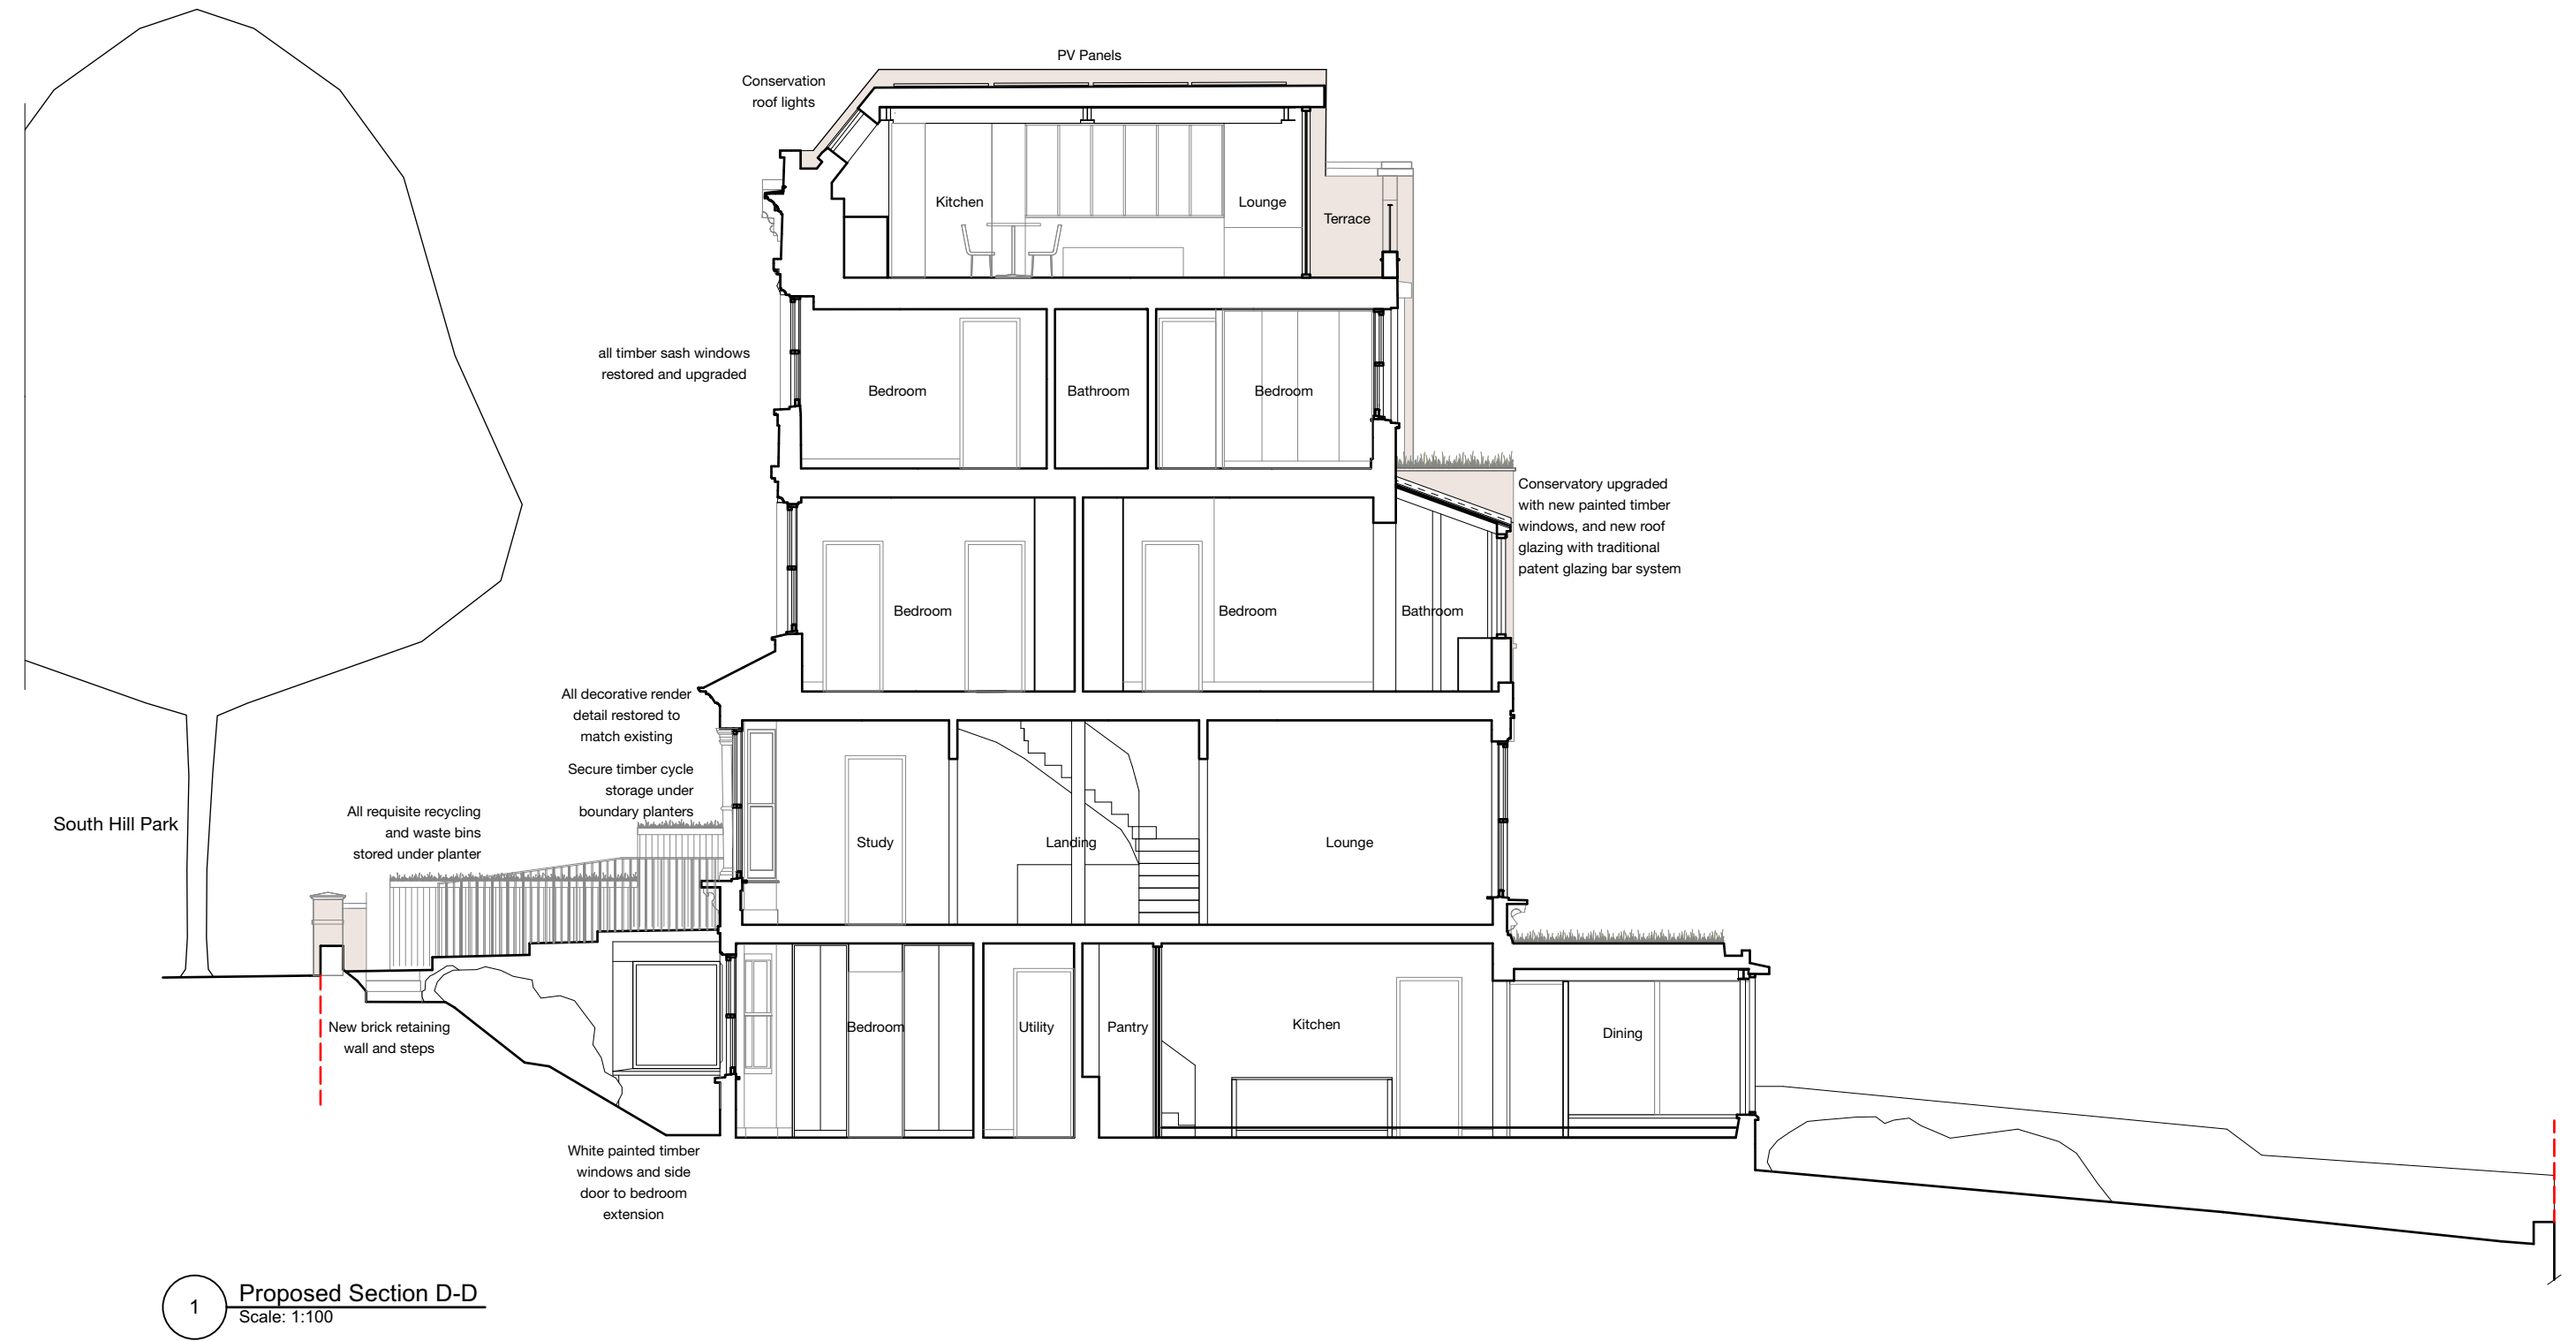 PV Panels
Conservation
roof lights
Kitchen
Lounge
Terrace
all timber sash windows
restored and upgraded
Bedroom
Bathroom
Bedroom
Conservatory upgraded
with new painted timber
windows, and new roof
glazing with traditional
patent glazing bar system
Bedroom
Bedroom
Bathroom
All decorative render
detail restored to
match existing
Secure timber cycle
storage under
boundary planters
All requisite recycling
and waste bins
stored under planter
South Hill Park
Study
Landing
Lounge
New brick retaining
wall and steps
Bedroom
Utility
Pantry
Kitchen
Dining
White painted timber
windows and side
door to bedroom
extension
1
Proposed Section D-D
Scale: 1:100